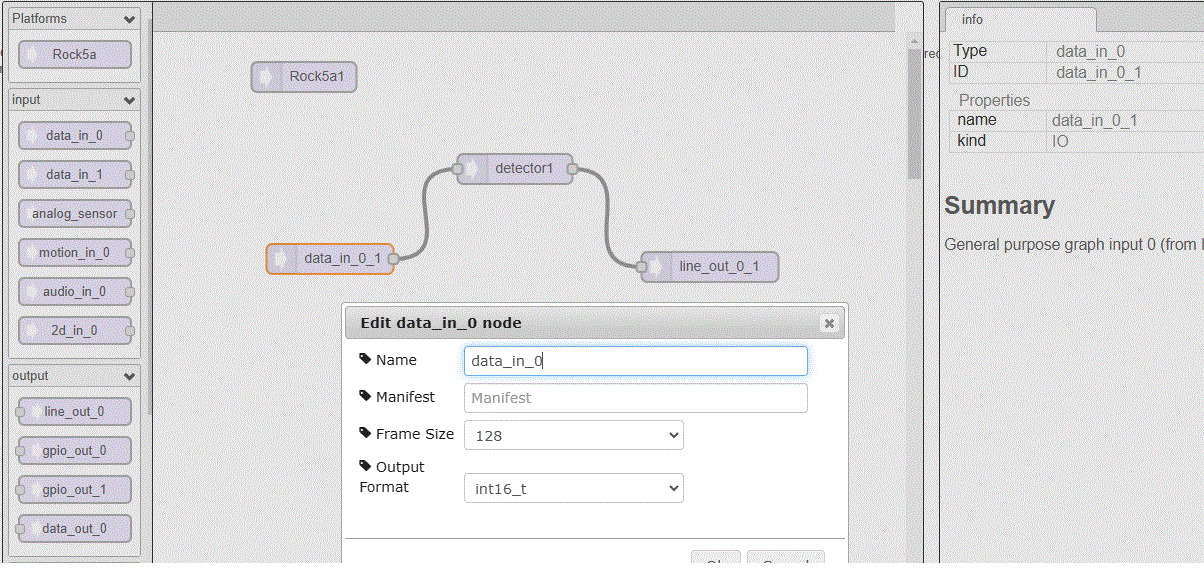 Platforms
Rock5a
input
data_in_0
data_in_1
analog_sensor
motion_in_0
audio_in_0
2d_in_0
output
line_out_0
gpio_out_0
gpio_out_1
data_out_0
Rock5a1
detector1
data_in_0_1
line_out_0_1
Edit data_in_0 node
Name data_in_0
Manifest Manifest
Frame Size 128
Output
Format int16_t
info
Type data_in_0
ID data_in_0_1
Properties
name data_in_0_1
kind IO
Summary
General purpose graph input 0 (from